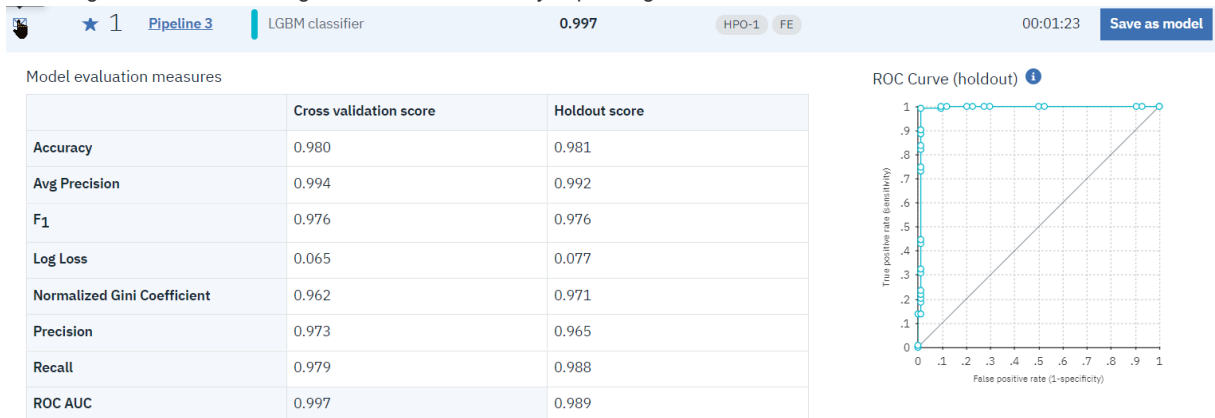 ★ 1 Pipeline 3 LGBM classifier 0.997 HPO-1 FE 00:01:23 Save as model
Model evaluation measures
Cross validation score Holdout score
Accuracy 0.980 0.981
Avg Precision 0.994 0.992
F1 0.976 0.976
Log Loss 0.065 0.077
Normalized Gini Coefficient 0.962 0.971
Precision 0.973 0.965
Recall 0.979 0.988
ROC AUC 0.997 0.989
ROC Curve (holdout) i
True positive rate (sensitivity)
1
.9
.8
.7
.6
.5
.4
.3
.2
.1
0
0 .1 .2 .3 .4 .5 .6 .7 .8 .9 1
False positive rate (1-specificity)